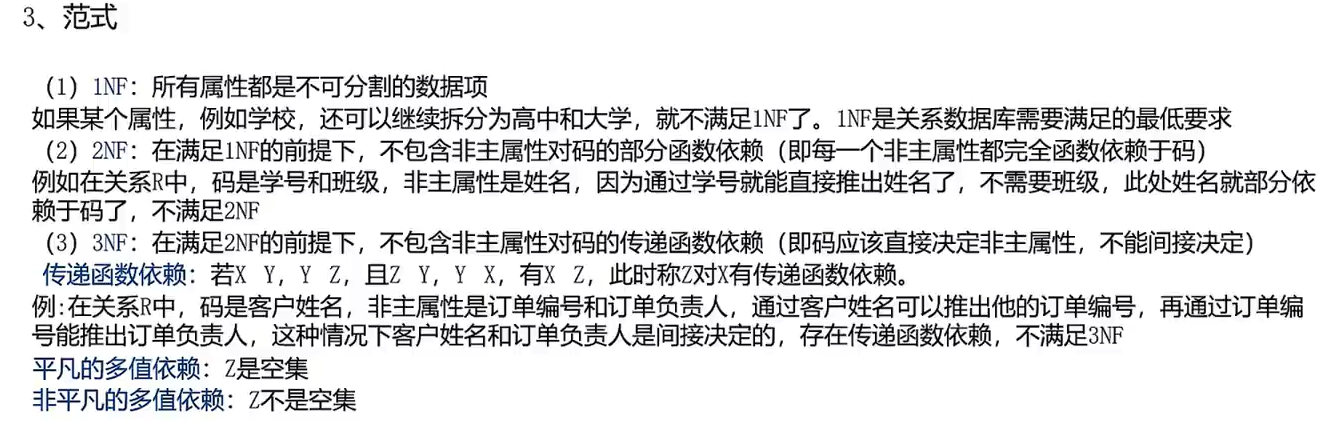 3、范式
（1）1NF：所有属性都是不可分割的数据项
如果某个属性，例如学校，还可以继续拆分为高中和大学，就不满足1NF了。1NF是关系数据库需要满足的最低要求
（2）2NF：在满足1NF的前提下，不包含非主属性对码的部分函数依赖（即每一个非主属性都完全函数依赖于码）
例如在关系R中，码是学号和班级，非主属性是姓名，因为通过学号就能直接推出姓名了，不需要班级，此处姓名就部分依
赖于码了，不满足2NF
（3）3NF：在满足2NF的前提下，不包含非主属性对码的传递函数依赖（即码应该直接决定非主属性，不能间接决定）
传递函数依赖：若X Y，Y Z，且Z Y，Y X，有X Z，此时称Z对X有传递函数依赖。
例:在关系R中，码是客户姓名，非主属性是订单编号和订单负责人，通过客户姓名可以推出他的订单编号，再通过订单编
号能推出订单负责人，这种情况下客户姓名和订单负责人是间接决定的，存在传递函数依赖，不满足3NF
平凡的多值依赖：Z是空集
非平凡的多值依赖：Z不是空集